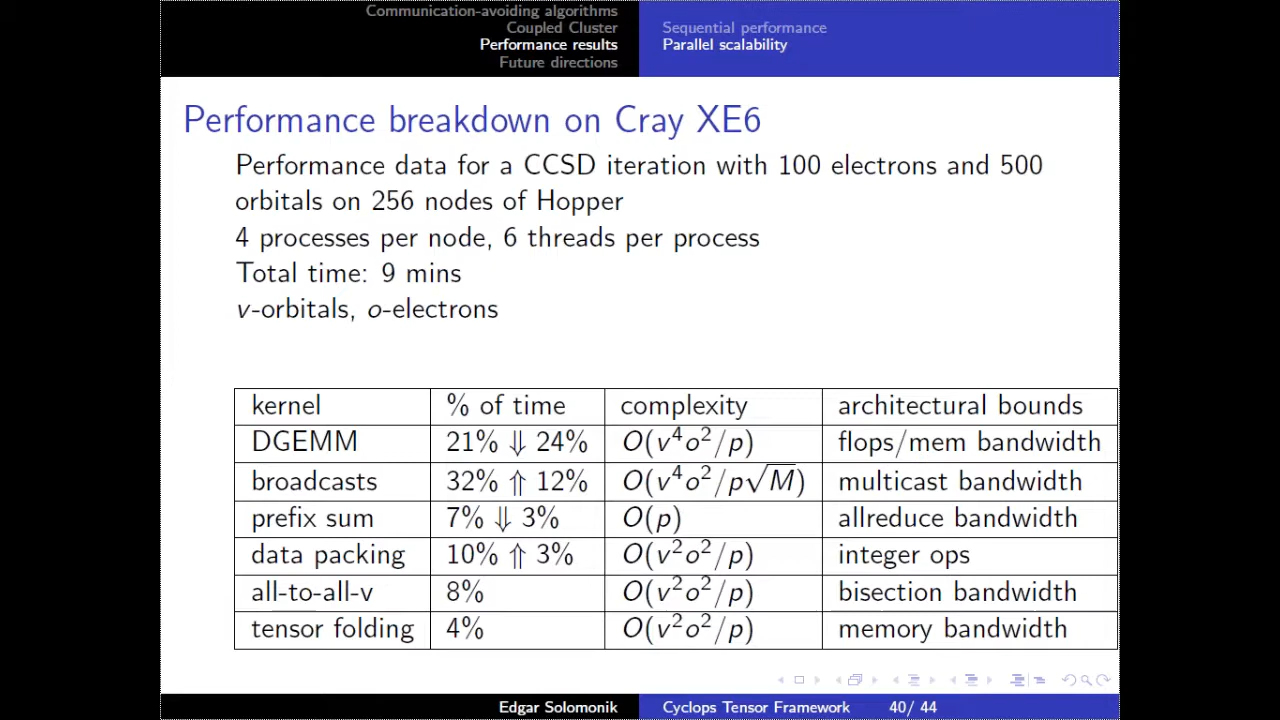 Communication-avoiding algorithms
Coupled Cluster
Performance results
Future directions
Sequential performance
Parallel scalability
Performance breakdown on Cray XE6
Performance data for a CCSD iteration with 100 electrons and 500
orbitals on 256 nodes of Hopper
4 processes per node, 6 threads per process
Total time: 9 mins
v-orbitals, o-electrons
kernel % of time complexity architectural bounds
DGEMM 21% ⇓ 24% O(v⁴o²/p) flops/mem bandwidth
broadcasts 32% ⇑ 12% O(v⁴o²/p√M) multicast bandwidth
prefix sum 7% ⇓ 3% O(p) allreduce bandwidth
data packing 10% ⇑ 3% O(v²o²/p) integer ops
all-to-all-v 8% O(v²o²/p) bisection bandwidth
tensor folding 4% O(v²o²/p) memory bandwidth
Edgar Solomonik Cyclops Tensor Framework 40/ 44